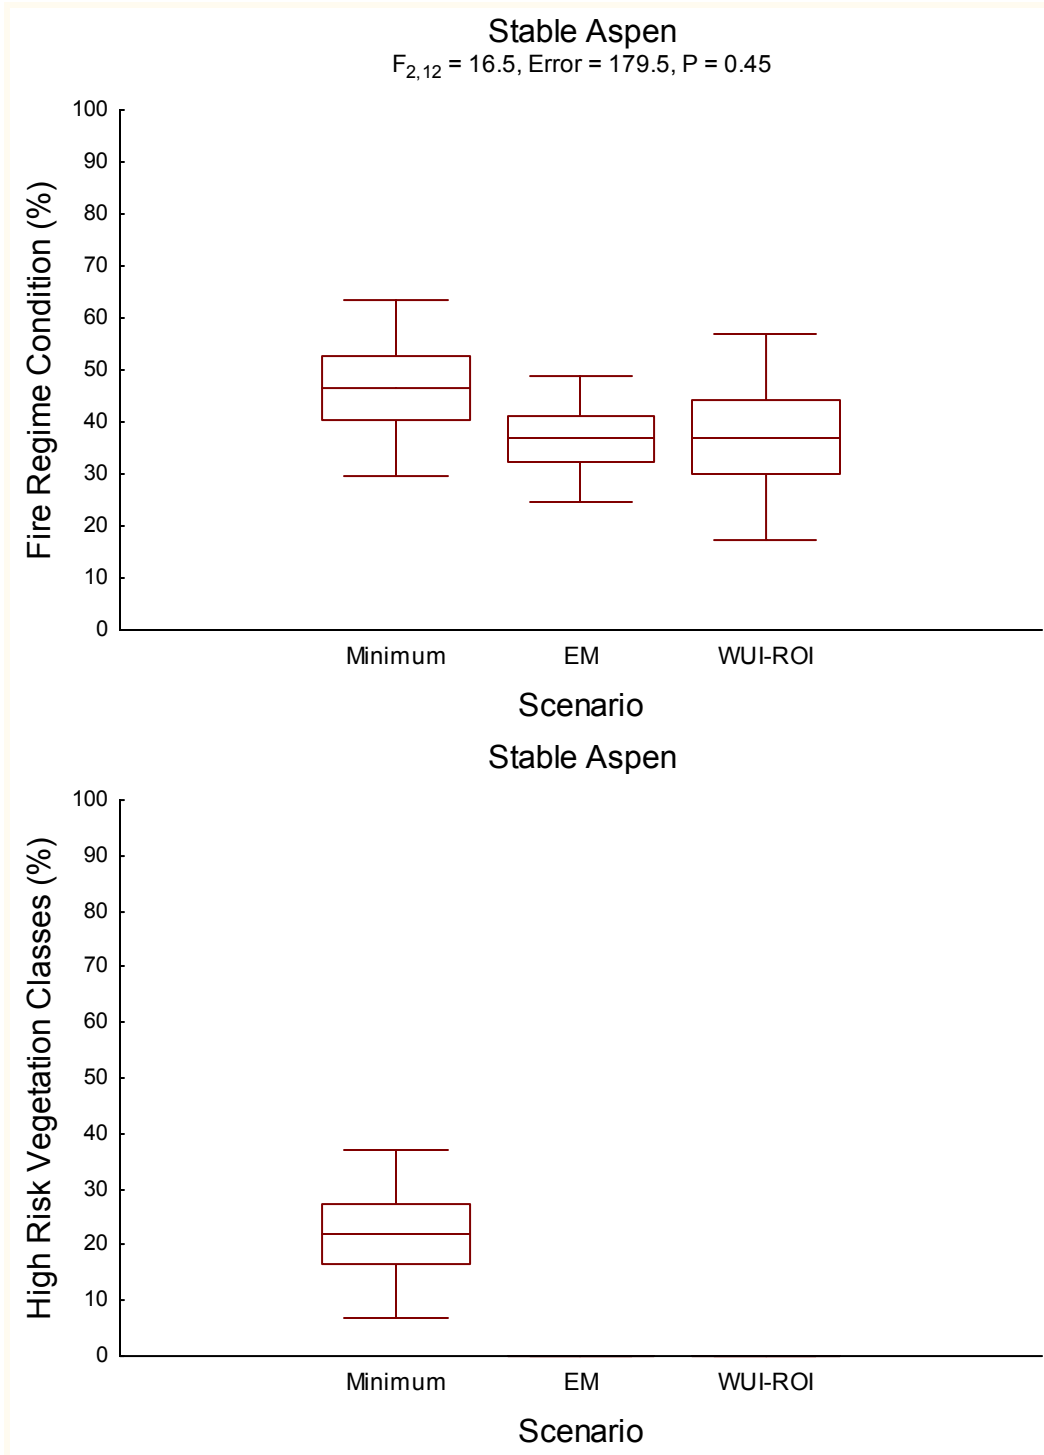 Stable Aspen
F2,12 = 16.5, Error = 179.5, P = 0.45
Fire Regime Condition (%)
100
90
80
70
60
50
40
30
20
10
0
Minimum EM WUI-ROI
Scenario
Stable Aspen
High Risk Vegetation Classes (%)
100
90
80
70
60
50
40
30
20
10
0
Minimum EM WUI-ROI
Scenario